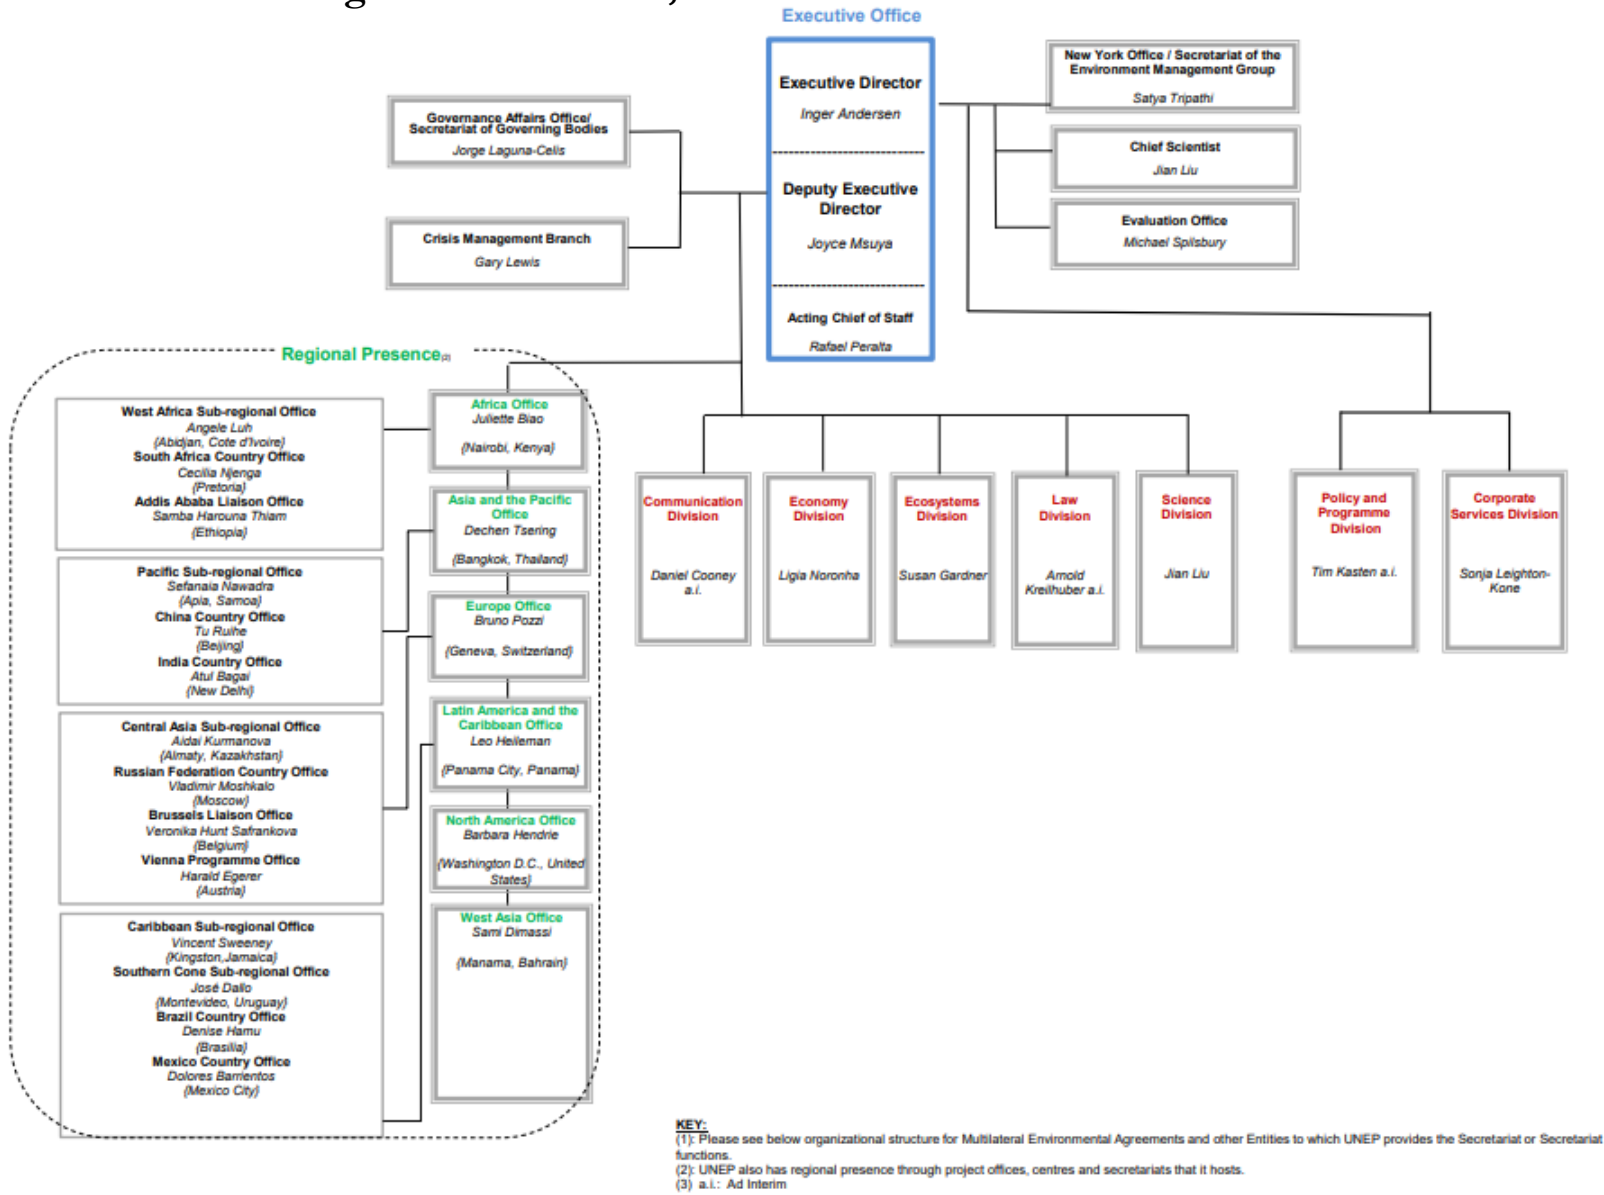 Executive Office
Executive Director
Inger Andersen
Deputy Executive
Director
Joyce Msuya
Acting Chief of Staff
Rafael Peralta
Governance Affairs Office/
Secretariat of Governing Bodies
Jorge Laguna-Celis
Crisis Management Branch
Gary Lewis
New York Office / Secretariat of the
Environment Management Group
Satya Tripathi
Chief Scientist
Jian Liu
Evaluation Office
Michael Spilsbury
Regional Presence(2)
West Africa Sub-regional Office
Angele Luh
(Abidjan, Cote d'Ivoire)
South Africa Country Office
Cecilia Njenga
(Pretoria)
Addis Ababa Liaison Office
Samba Harouna Thiam
(Ethiopia)
Pacific Sub-regional Office
Sefanaia Nawadra
(Apia, Samoa)
China Country Office
Tu Ruihe
(Beijing)
India Country Office
Atul Bagai
(New Delhi)
Central Asia Sub-regional Office
Aidai Kurmanova
(Almaty, Kazakhstan)
Russian Federation Country Office
Vladimir Moshkalo
(Moscow)
Brussels Liaison Office
Veronika Hunt Safrankova
(Belgium)
Vienna Programme Office
Harald Egerer
(Austria)
Caribbean Sub-regional Office
Vincent Sweeney
(Kingston,Jamaica)
Southern Cone Sub-regional Office
José Dallo
(Montevideo, Uruguay)
Brazil Country Office
Denise Hamu
(Brasilia)
Mexico Country Office
Dolores Barrientos
(Mexico City)
Africa Office
Juliette Biao
(Nairobi, Kenya)
Asia and the Pacific
Office
Dechen Tsering
(Bangkok, Thailand)
Europe Office
Bruno Pozzi
(Geneva, Switzerland)
Latin America and the
Caribbean Office
Leo Heileman
(Panama City, Panama)
North America Office
Barbara Hendrie
(Washington D.C., United
States)
West Asia Office
Sami Dimassi
(Manama, Bahrain)
Communication
Division
Daniel Cooney
a.i.
Economy
Division
Ligia Noronha
Ecosystems
Division
Susan Gardner
Law
Division
Arnold
Kreilhuber a.i.
Science
Division
Jian Liu
Policy and
Programme
Division
Tim Kasten a.i.
Corporate
Services Division
Sonja Leighton-
Kone
KEY:
(1): Please see below organizational structure for Multilateral Environmental Agreements and other Entities to which UNEP provides the Secretariat or Secretariat
functions.
(2): UNEP also has regional presence through project offices, centres and secretariats that it hosts.
(3) a.i.: Ad Interim